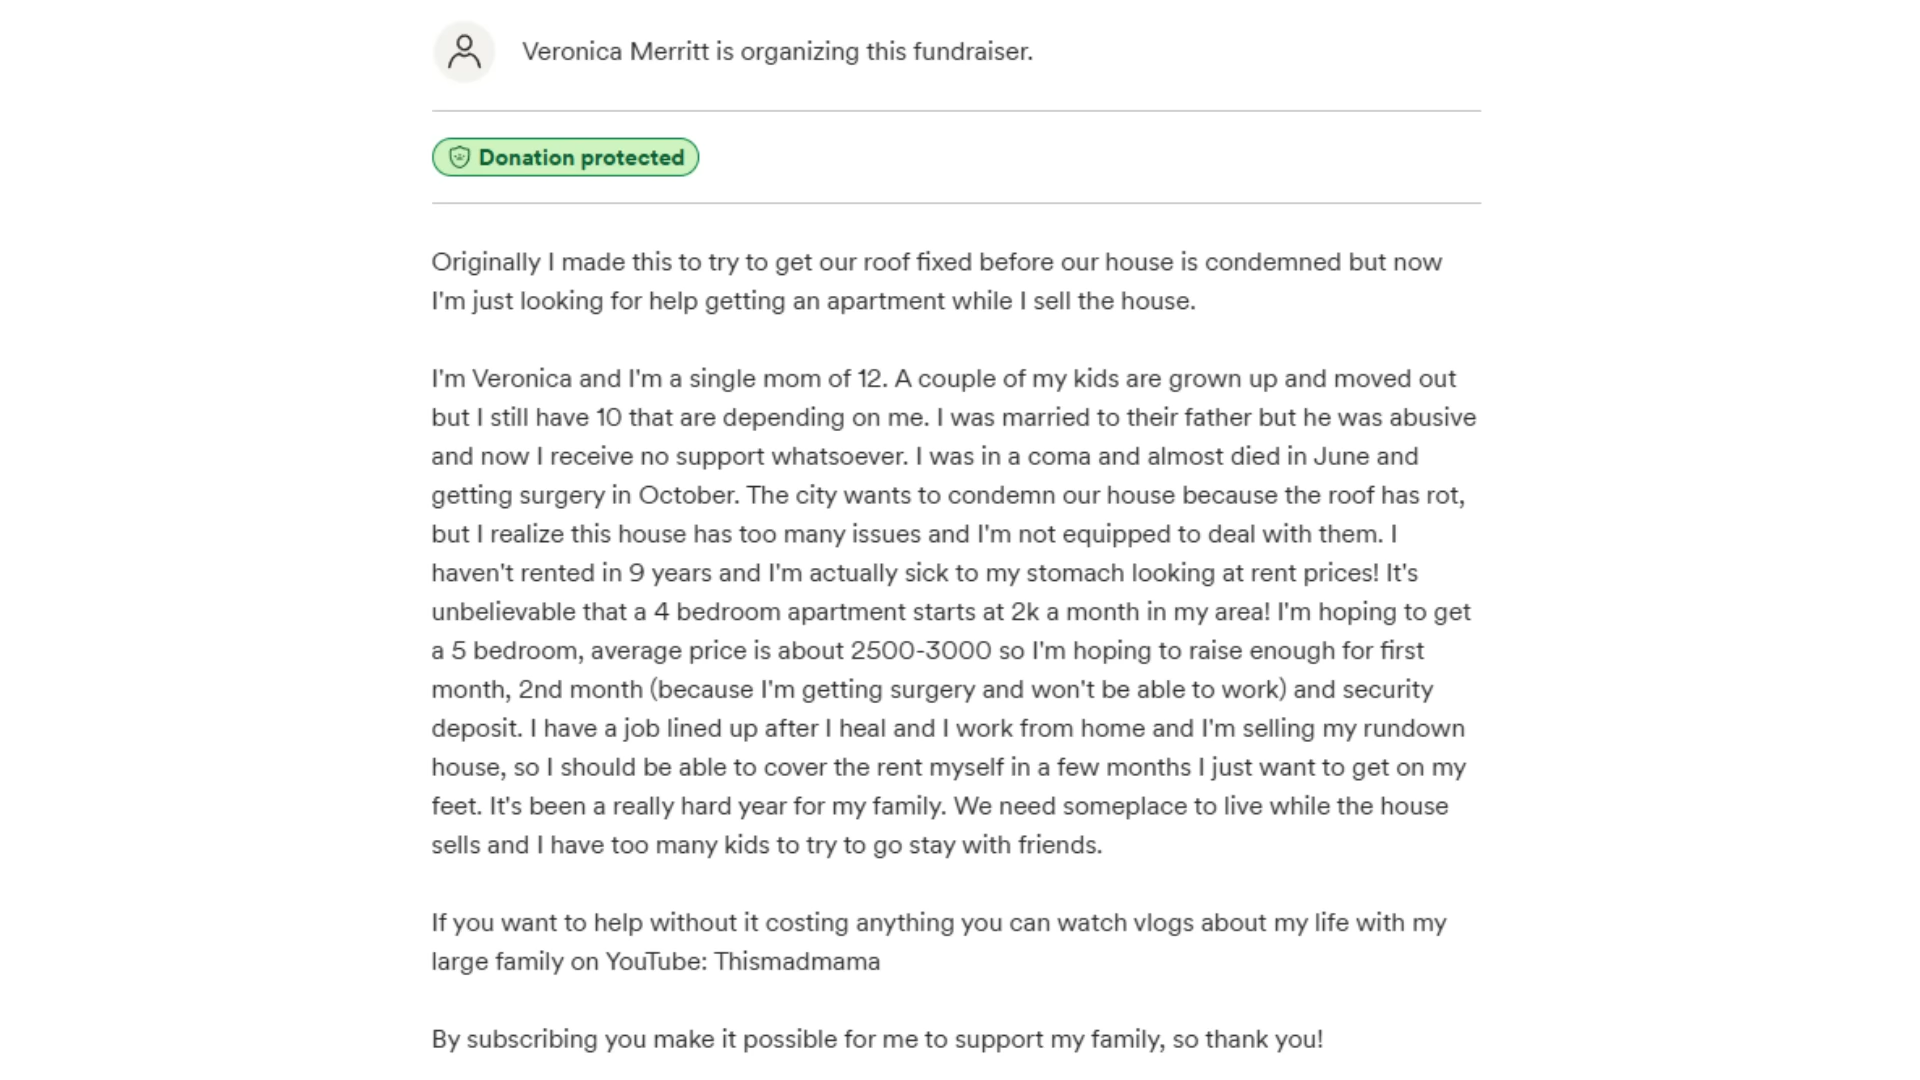 Veronica Merritt is organizing this fundraiser.
Donation protected
Originally I made this to try to get our roof fixed before our house is condemned but now
I'm just looking for help getting an apartment while I sell the house.
I'm Veronica and I'm a single mom of 12. A couple of my kids are grown up and moved out
but I still have 10 that are depending on me. I was married to their father but he was abusive
and now I receive no support whatsoever. I was in a coma and almost died in June and
getting surgery in October. The city wants to condemn our house because the roof has rot,
but I realize this house has too many issues and I'm not equipped to deal with them. I
haven't rented in 9 years and I'm actually sick to my stomach looking at rent prices! It's
unbelievable that a 4 bedroom apartment starts at 2k a month in my area! I'm hoping to get
a 5 bedroom, average price is about 2500-3000 so I'm hoping to raise enough for first
month, 2nd month (because I'm getting surgery and won't be able to work) and security
deposit. I have a job lined up after I heal and I work from home and I'm selling my rundown
house, so I should be able to cover the rent myself in a few months I just want to get on my
feet. It's been a really hard year for my family. We need someplace to live while the house
sells and I have too many kids to try to go stay with friends.
If you want to help without it costing anything you can watch vlogs about my life with my
large family on YouTube: Thismadmama
By subscribing you make it possible for me to support my family, so thank you!